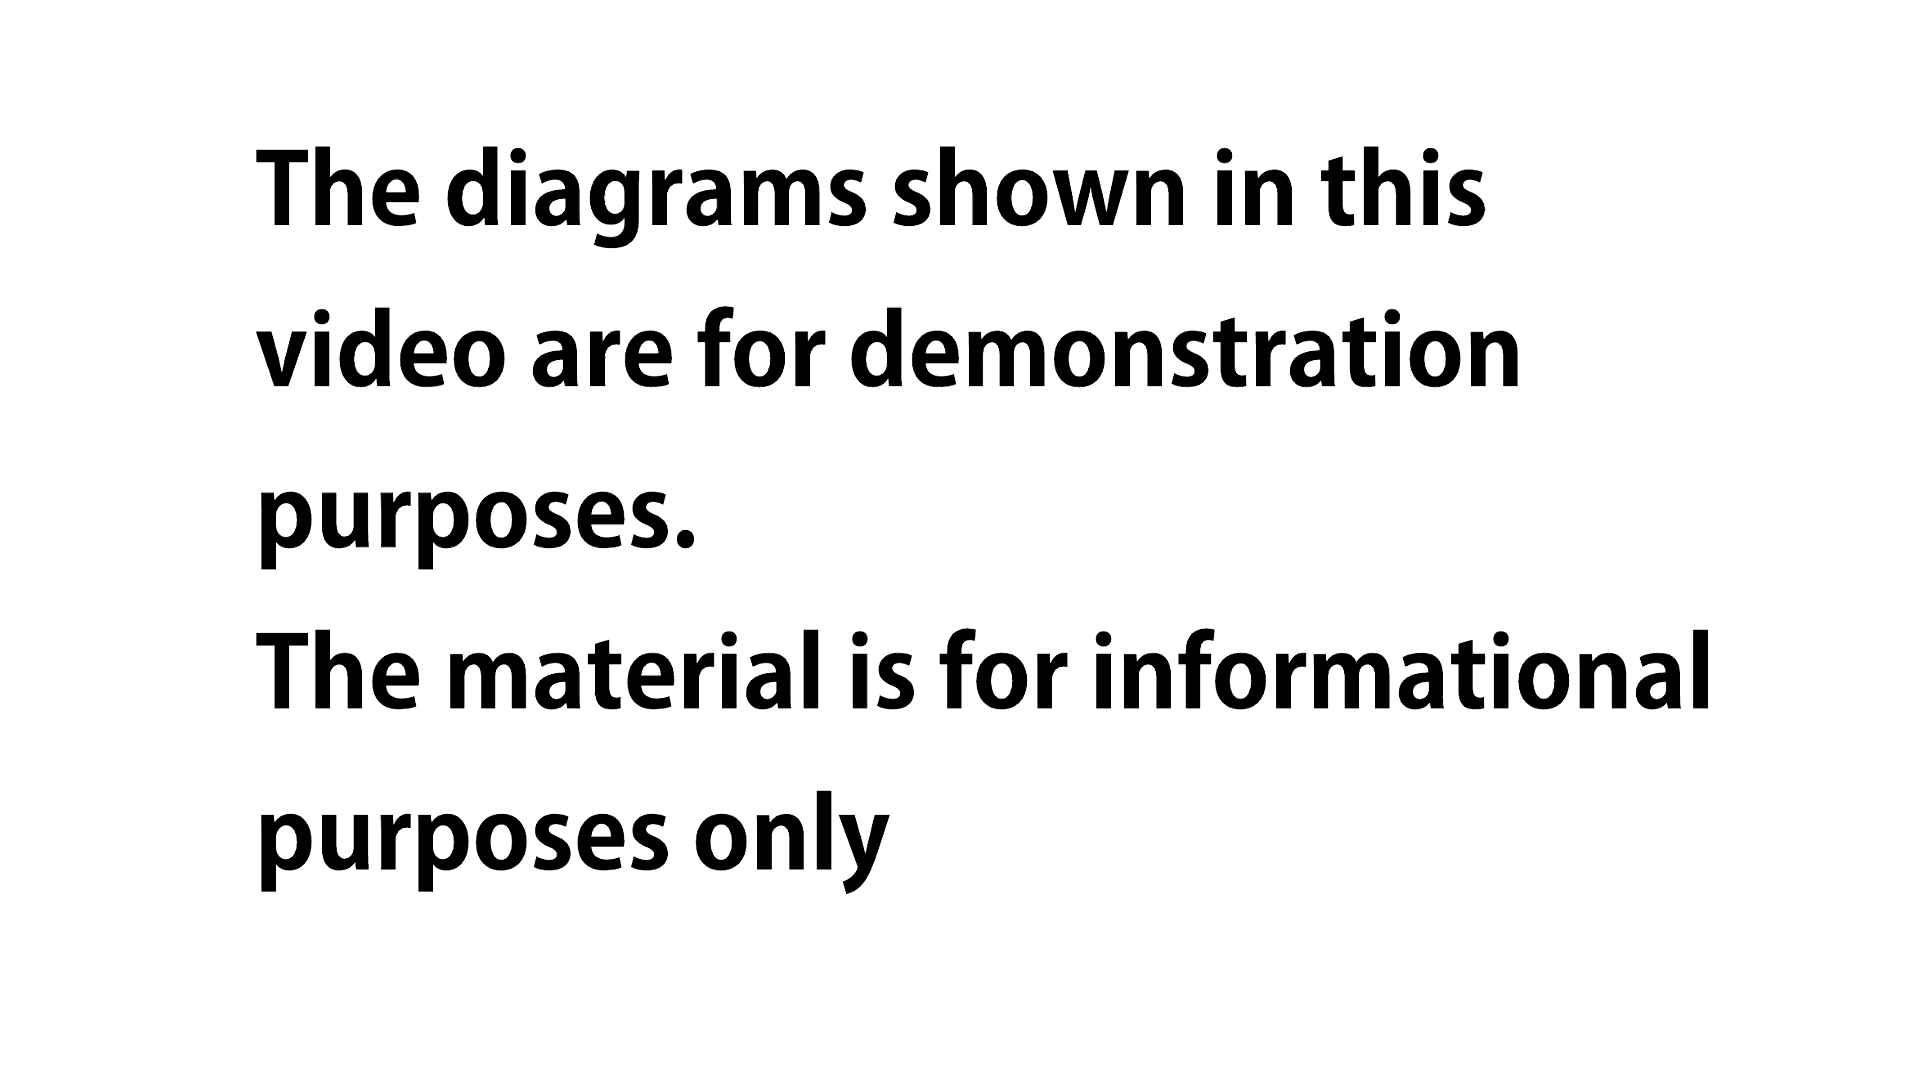 The diagrams shown in this
video are for demonstration
purposes.
The material is for informational
purposes only